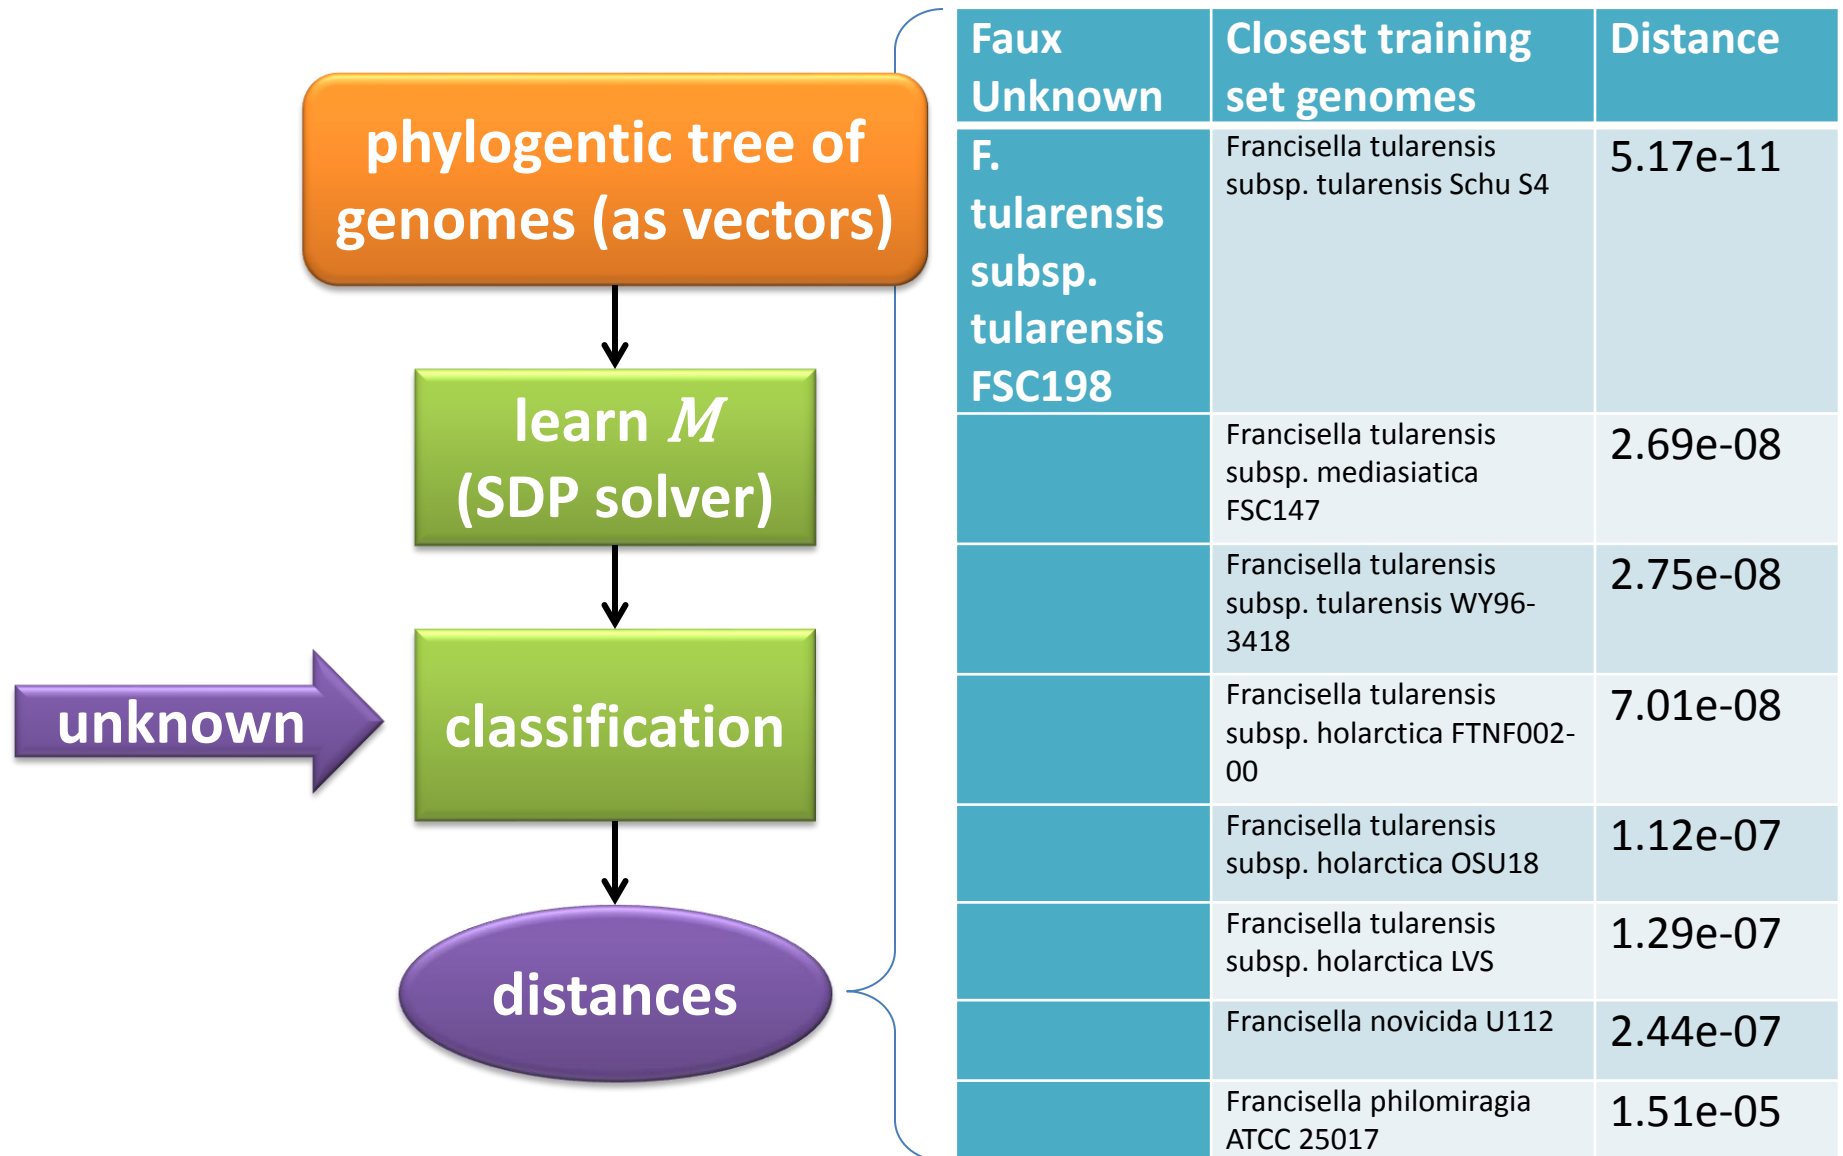 phylogentic tree of
genomes (as vectors)
learn M
(SDP solver)
unknown
classification
distances
Faux
Unknown
Closest training
set genomes
Distance
F.
tularensis
subsp.
tularensis
FSC198
Francisella tularensis
subsp. tularensis Schu S4
5.17e-11
Francisella tularensis
subsp. mediasiatica
FSC147
2.69e-08
Francisella tularensis
subsp. tularensis WY96-
3418
2.75e-08
Francisella tularensis
subsp. holarctica FTNF002-
00
7.01e-08
Francisella tularensis
subsp. holarctica OSU18
1.12e-07
Francisella tularensis
subsp. holarctica LVS
1.29e-07
Francisella novicida U112
2.44e-07
Francisella philomiragia
ATCC 25017
1.51e-05